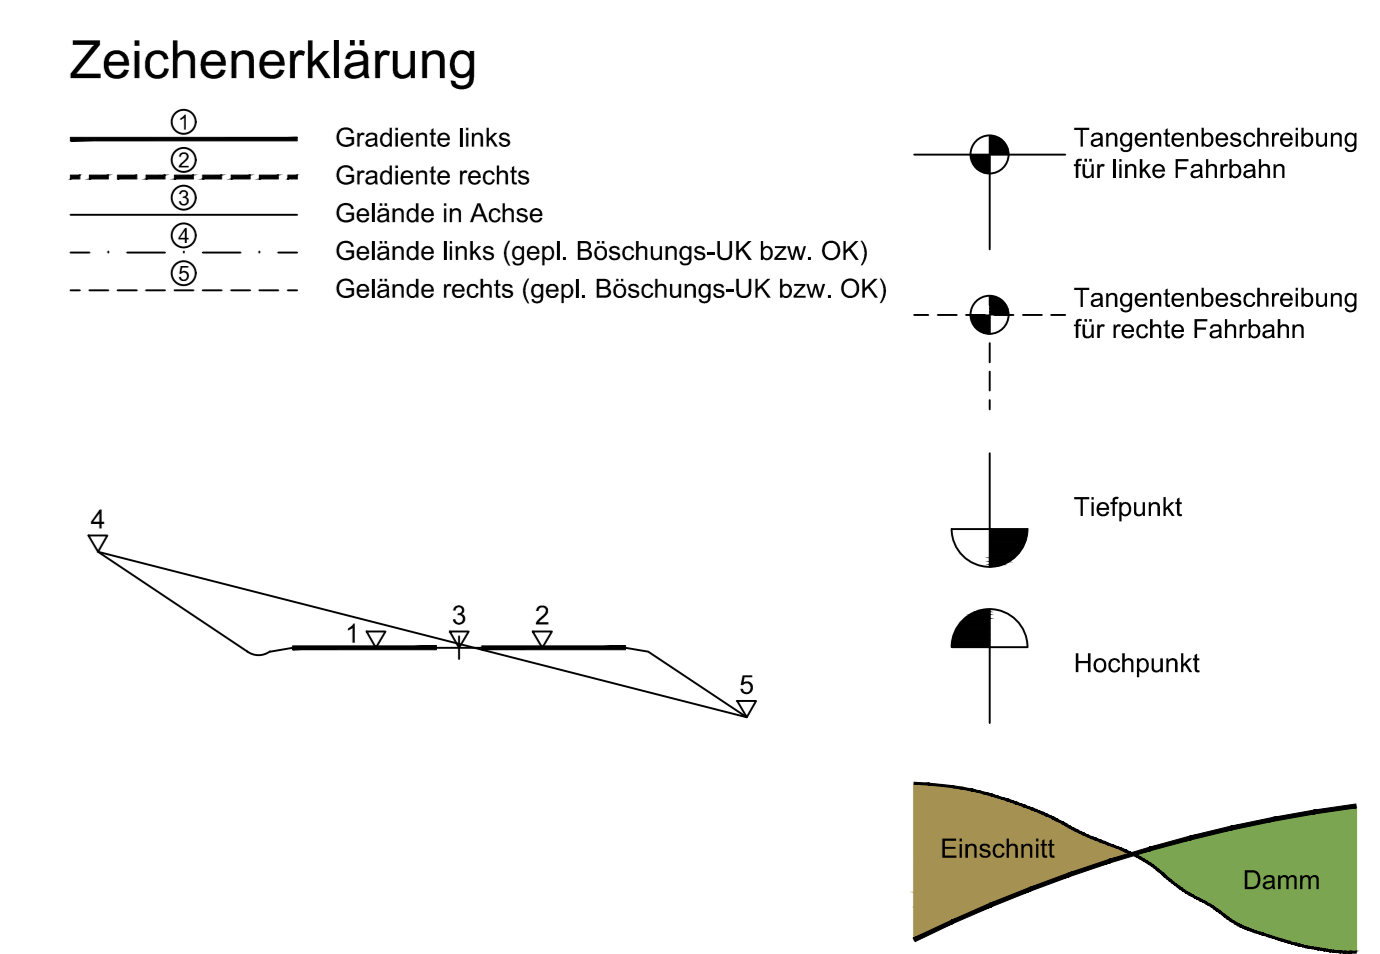 Zeichenerklärung
① Gradiente links
② Gradiente rechts
③ Gelände in Achse
④ Gelände links (gepl. Böschungs-UK bzw. OK)
⑤ Gelände rechts (gepl. Böschungs-UK bzw. OK)
Tangentenbeschreibung
für linke Fahrbahn
Tangentenbeschreibung
für rechte Fahrbahn
Tiefpunkt
Hochpunkt
4
3
2
1
5
Einschnitt
Damm